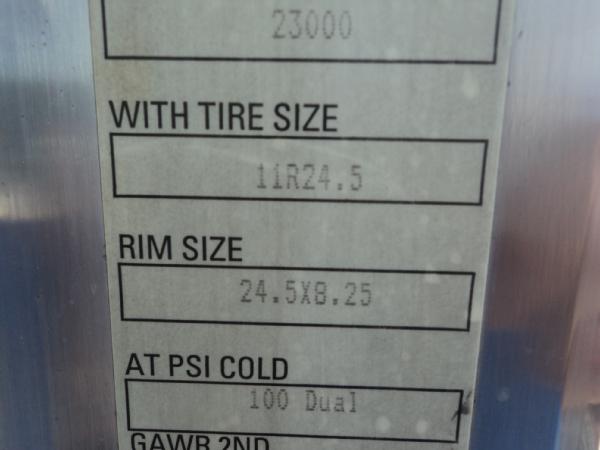 23000
WITH TIRE SIZE
11R24.5
RIM SIZE
24.5X8.25
AT PSI COLD
100 Dual
GAWR 2ND